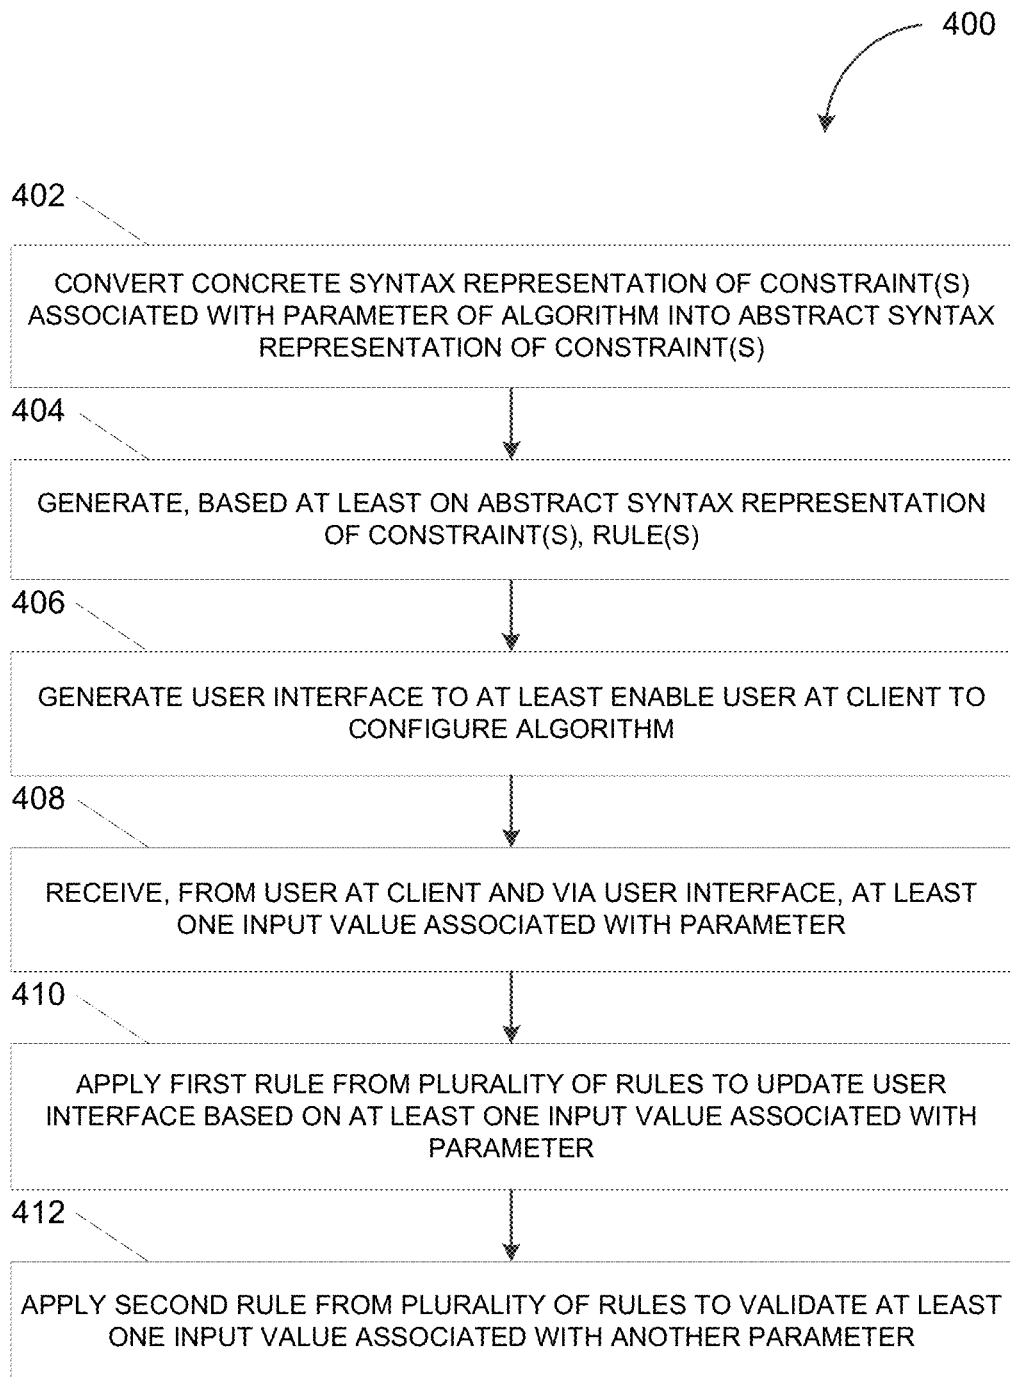 400
402
CONVERT CONCRETE SYNTAX REPRESENTATION OF CONSTRAINT(S)
ASSOCIATED WITH PARAMETER OF ALGORITHM INTO ABSTRACT SYNTAX
REPRESENTATION OF CONSTRAINT(S)
404
GENERATE, BASED AT LEAST ON ABSTRACT SYNTAX REPRESENTATION
OF CONSTRAINT(S), RULE(S)
406
GENERATE USER INTERFACE TO AT LEAST ENABLE USER AT CLIENT TO
CONFIGURE ALGORITHM
408
RECEIVE, FROM USER AT CLIENT AND VIA USER INTERFACE, AT LEAST
ONE INPUT VALUE ASSOCIATED WITH PARAMETER
410
APPLY FIRST RULE FROM PLURALITY OF RULES TO UPDATE USER
INTERFACE BASED ON AT LEAST ONE INPUT VALUE ASSOCIATED WITH
PARAMETER
412
APPLY SECOND RULE FROM PLURALITY OF RULES TO VALIDATE AT LEAST
ONE INPUT VALUE ASSOCIATED WITH ANOTHER PARAMETER